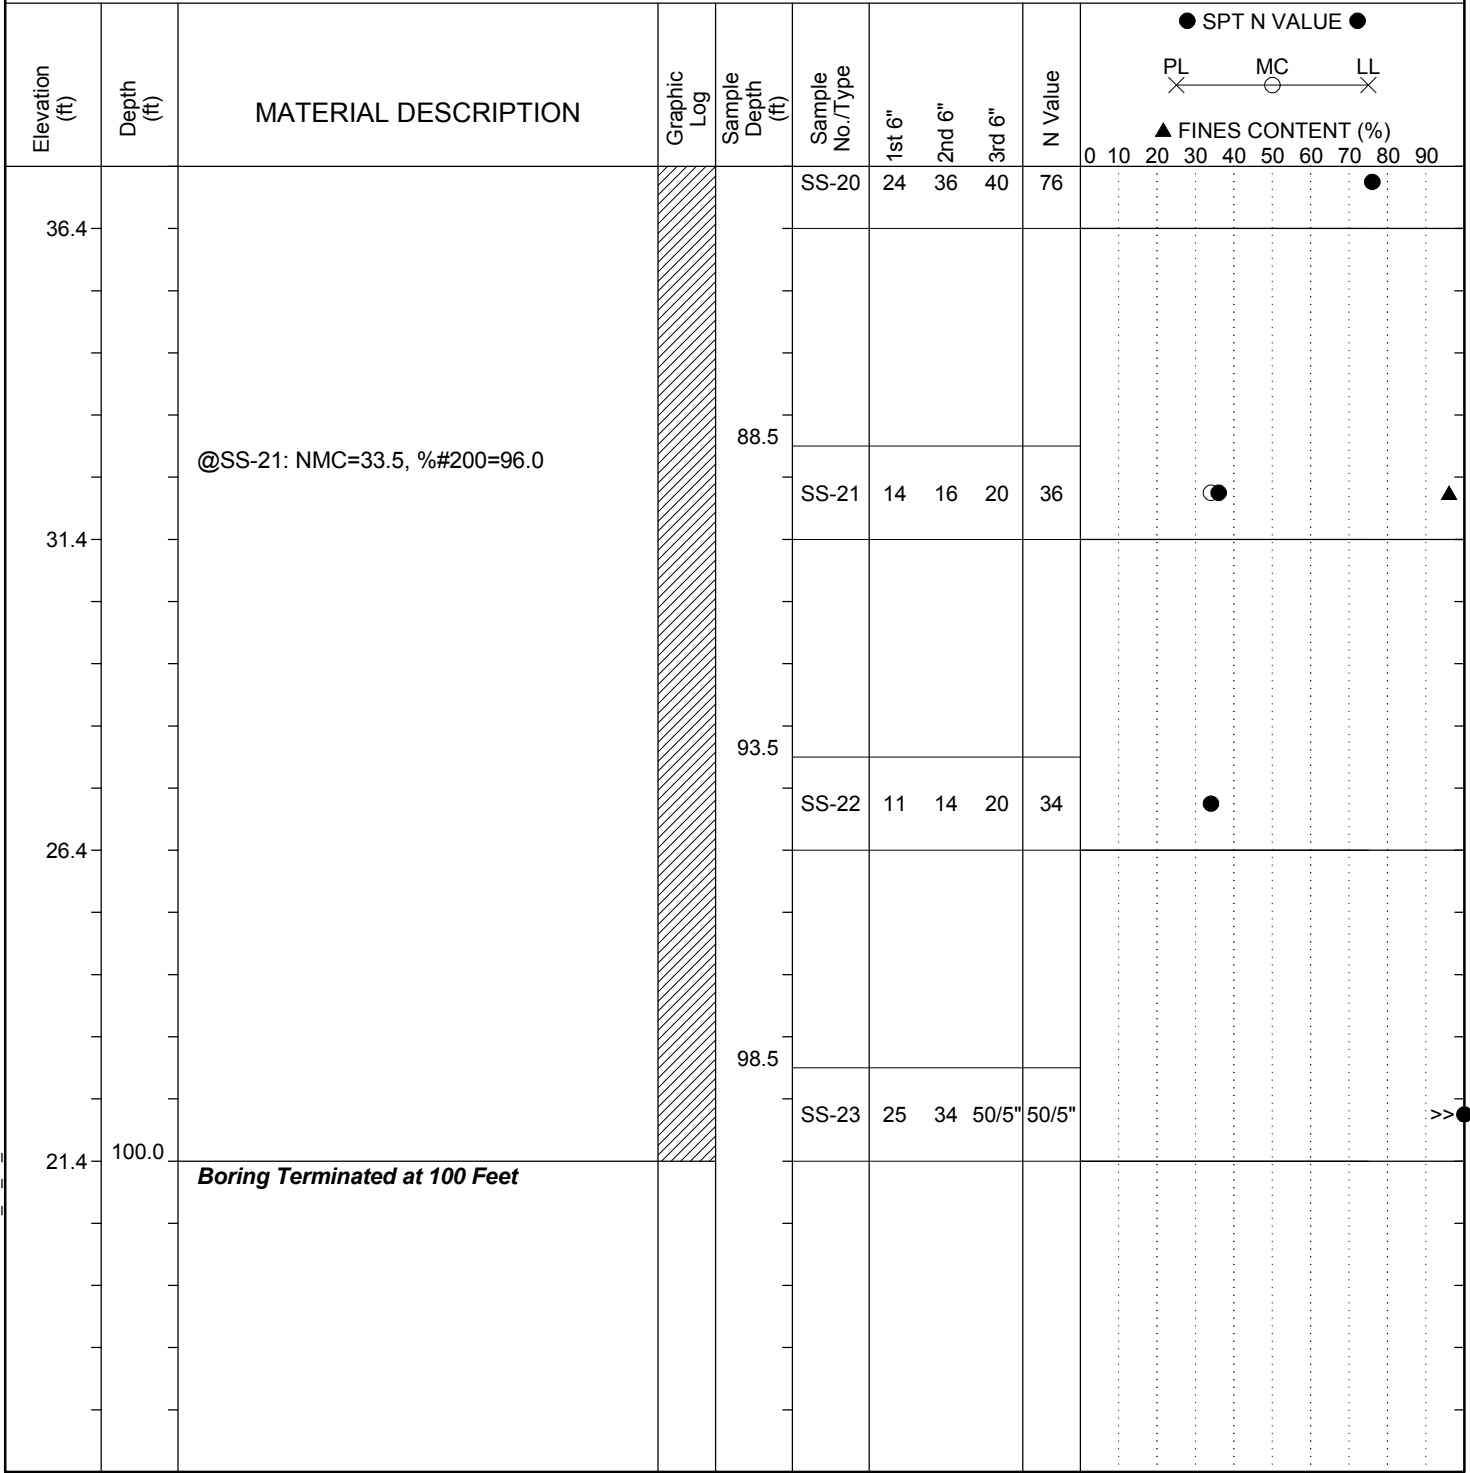 Elevation
(ft)
Depth
(ft)
MATERIAL DESCRIPTION
Graphic
Log
Sample
Depth
(ft)
Sample
No./Type
1st 6"
2nd 6"
3rd 6"
N Value
● SPT N VALUE ●
PL MC LL
▲ FINES CONTENT (%)
0 10 20 30 40 50 60 70 80 90
SS-20 24 36 40 76
36.4
88.5
@SS-21: NMC=33.5, %#200=96.0
SS-21 14 16 20 36
31.4
93.5
SS-22 11 14 20 34
26.4
98.5
SS-23 25 34 50/5" 50/5" >>
100.0
21.4
Boring Terminated at 100 Feet